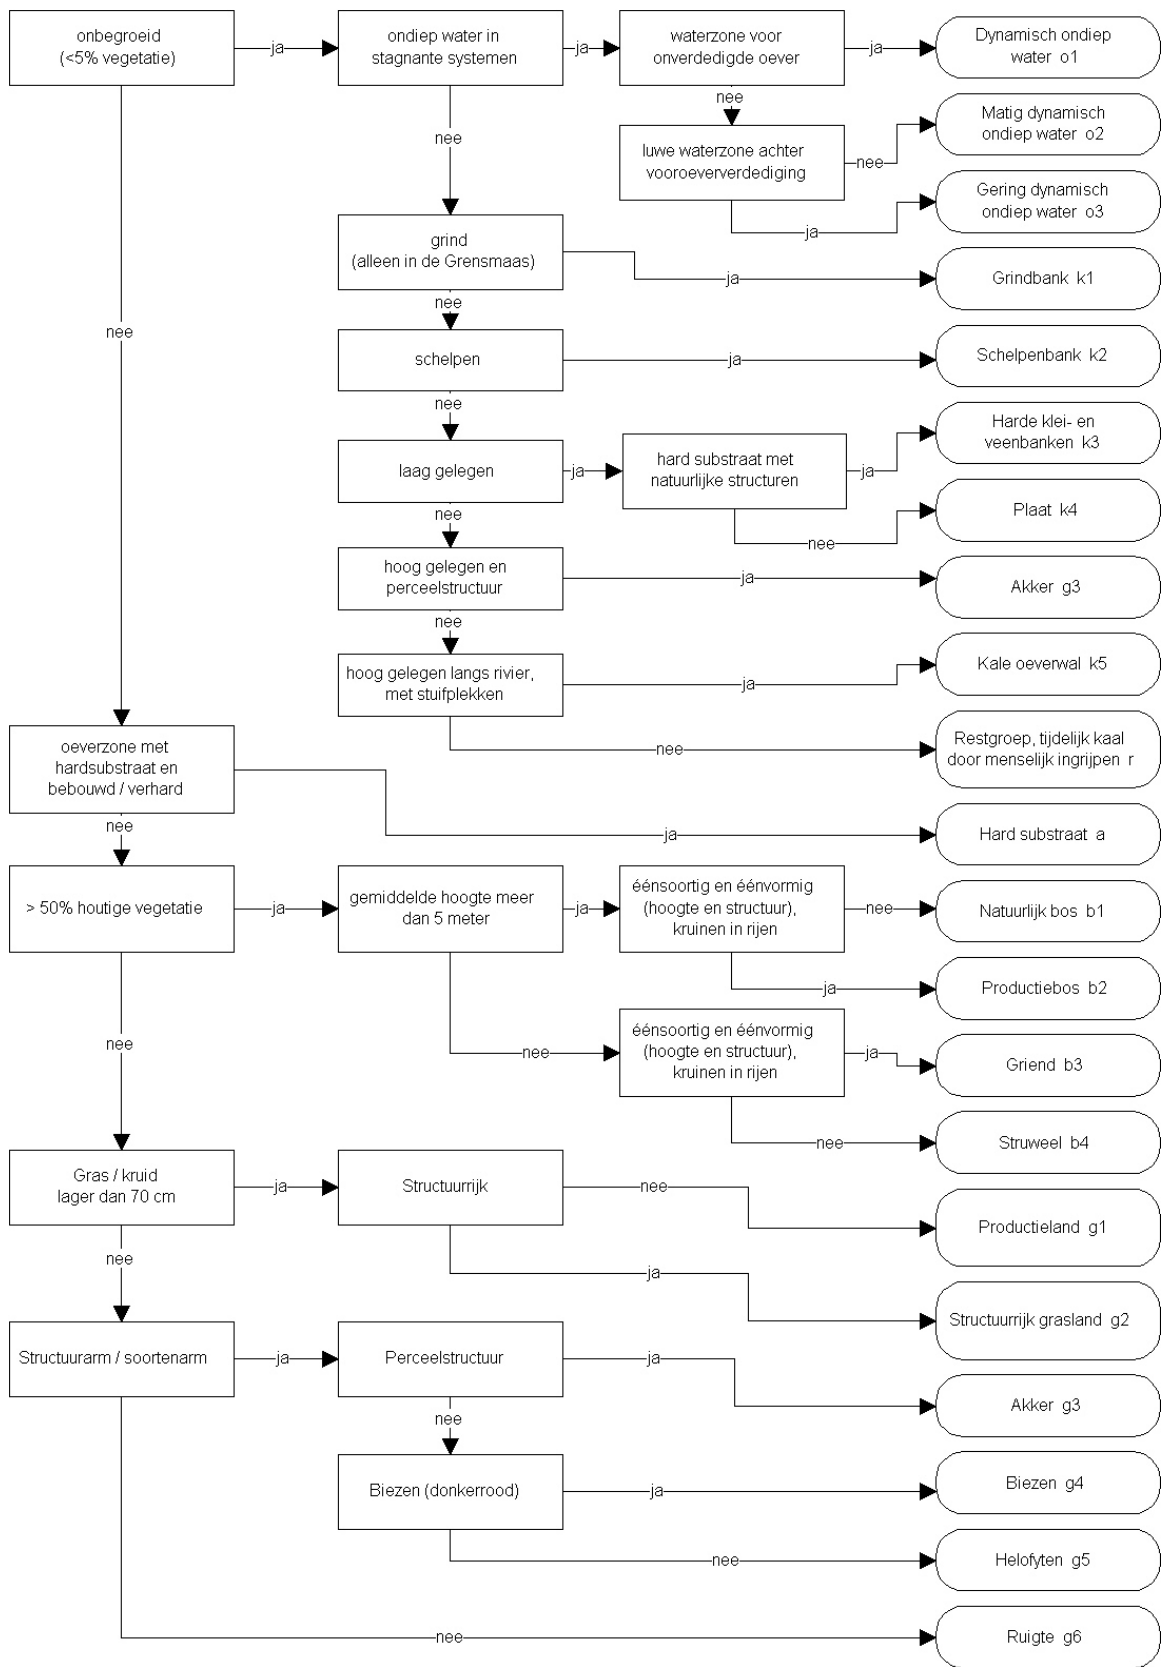 onbegroeid
(<5% vegetatie)
ja
ondiep water in
stagnante systemen
ja
waterzone voor
onverdedigde oever
ja
Dynamisch ondiep
water o1
nee
nee
luwe waterzone achter
vooroeververdediging
nee
Matig dynamisch
ondiep water o2
ja
Gering dynamisch
ondiep water o3
nee
grind
(alleen in de Grensmaas)
ja
Grindbank k1
nee
schelpen
ja
Schelpenbank k2
nee
laag gelegen
ja
hard substraat met
natuurlijke structuren
ja
Harde klei- en
veenbanken k3
nee
Plaat k4
nee
hoog gelegen en
perceelstructuur
ja
Akker g3
nee
hoog gelegen langs rivier,
met stuifplekken
ja
Kale oeverwal k5
nee
Restgroep, tijdelijk kaal
door menselijk ingrijpen r
oeverzone met
hardsubstraat en
bebouwd / verhard
ja
Hard substraat a
nee
> 50% houtige vegetatie
ja
gemiddelde hoogte meer
dan 5 meter
ja
éénsoortig en éénvormig
(hoogte en structuur),
kruinen in rijen
nee
Natuurlijk bos b1
ja
Productiebos b2
nee
nee
éénsoortig en éénvormig
(hoogte en structuur),
kruinen in rijen
ja
Griend b3
nee
Struweel b4
Gras / kruid
lager dan 70 cm
ja
Structuurrijk
nee
Productieland g1
nee
ja
Structuurrijk grasland g2
Structuurarm / soortenarm
ja
Perceelstructuur
ja
Akker g3
nee
Biezen (donkerrood)
ja
Biezen g4
nee
Helofyten g5
nee
Ruigte g6